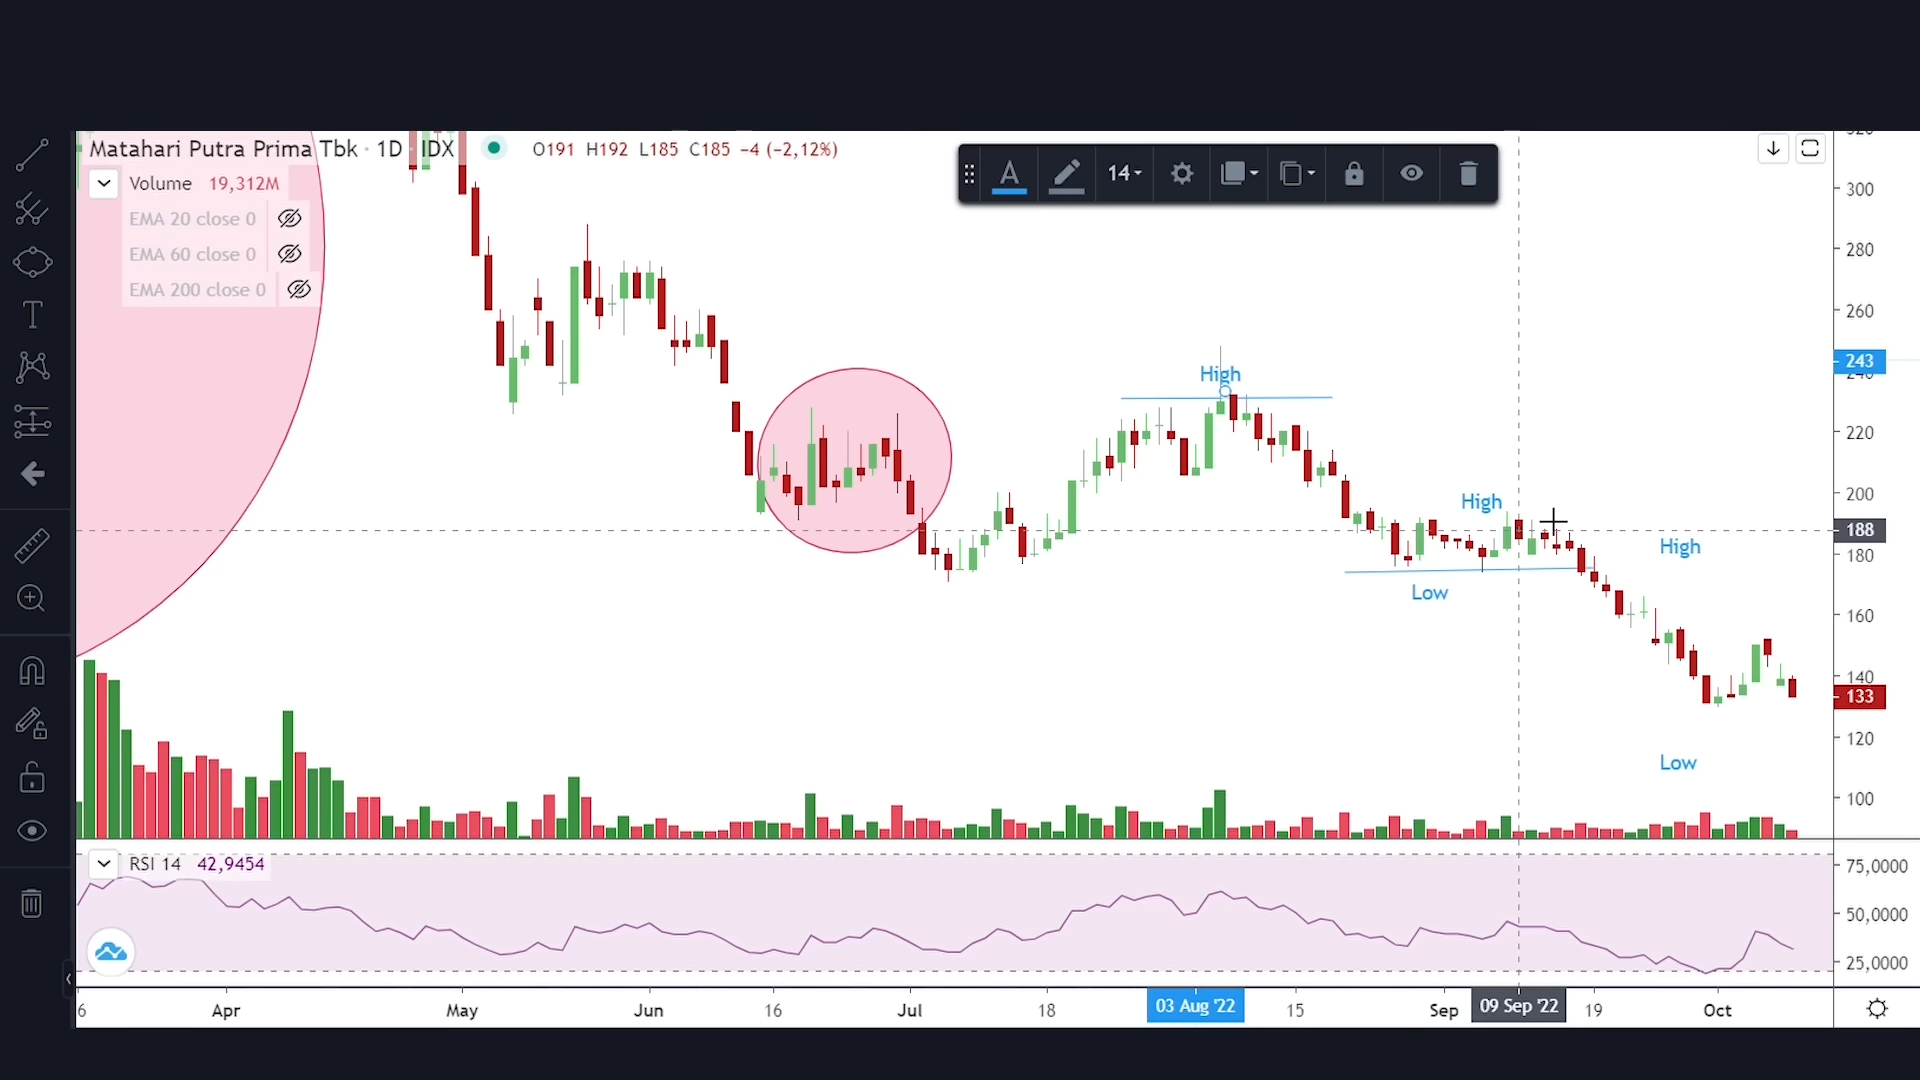 Matahari Putra Prima Tbk · 1D IDX
O191 H192 L185 C185 −4 (−2,12%)
Volume 19,312M
EMA 20 close 0
EMA 60 close 0
EMA 200 close 0
A
14
High
High
High
Low
Low
320
300
280
260
243
240
220
200
188
180
160
140
133
120
100
RSI 14 42,9454
75,0000
50,0000
25,0000
6 Apr May Jun 16 Jul 18 03 Aug '22 15 Sep 09 Sep '22 19 Oct